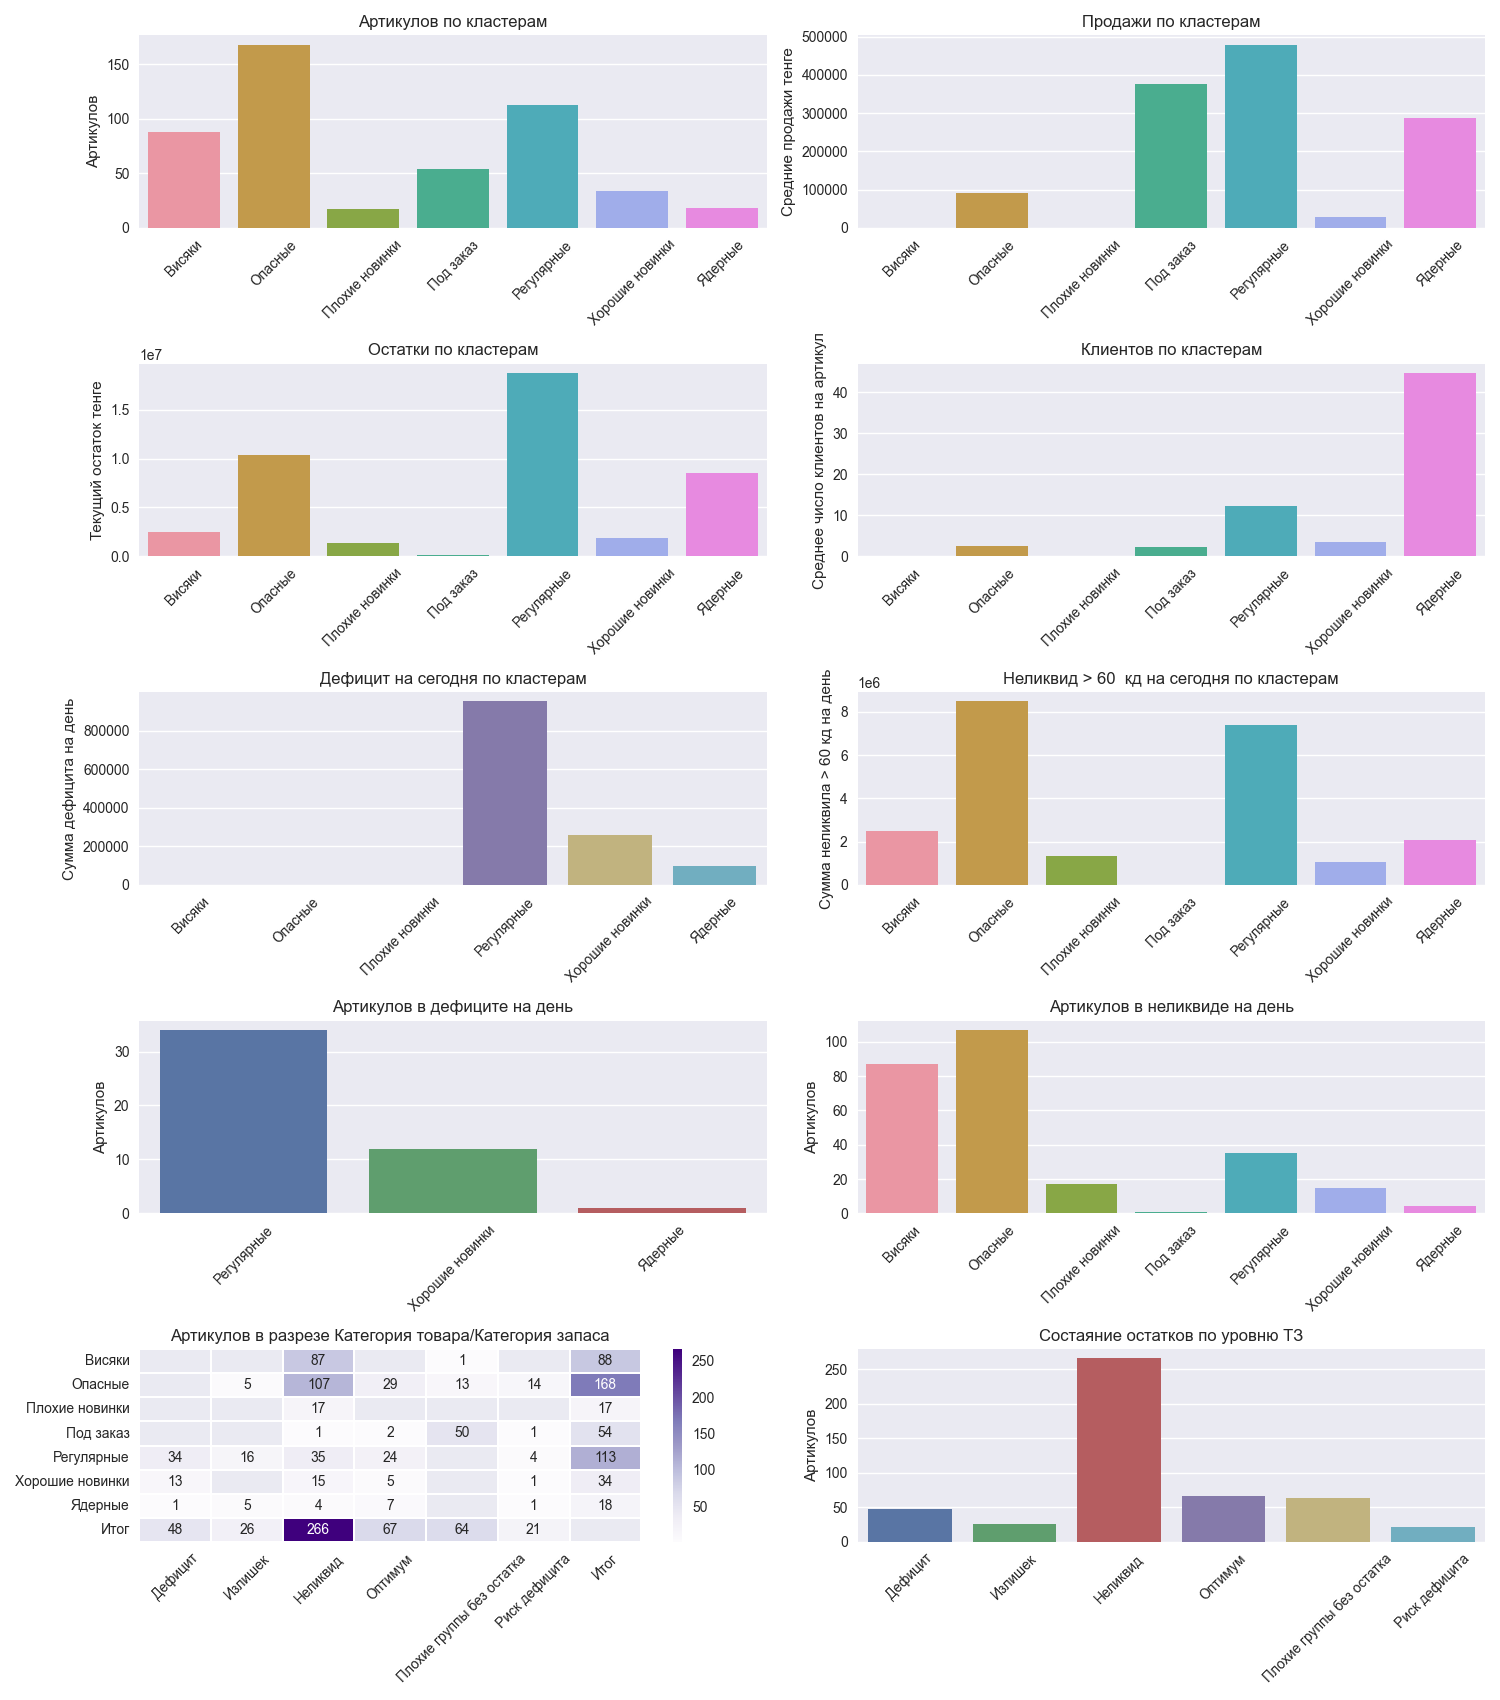 Артикулов по кластерам
Артикулов
150
100
50
0
Висяки
Опасные
Плохие новинки
Под заказ
Регулярные
Хорошие новинки
Ядерные
Продажи по кластерам
Средние продажи тенге
500000
400000
300000
200000
100000
0
Висяки
Опасные
Плохие новинки
Под заказ
Регулярные
Хорошие новинки
Ядерные
Остатки по кластерам
1e7
Текущий остаток тенге
1.5
1.0
0.5
0.0
Висяки
Опасные
Плохие новинки
Под заказ
Регулярные
Хорошие новинки
Ядерные
Клиентов по кластерам
Среднее число клиентов на артикул
40
30
20
10
0
Висяки
Опасные
Плохие новинки
Под заказ
Регулярные
Хорошие новинки
Ядерные
Дефицит на сегодня по кластерам
Сумма дефицита на день
800000
600000
400000
200000
0
Висяки
Опасные
Плохие новинки
Регулярные
Хорошие новинки
Ядерные
Неликвид > 60  кд на сегодня по кластерам
1e6
Сумма неликвила > 60 кд на день
8
6
4
2
0
Висяки
Опасные
Плохие новинки
Под заказ
Регулярные
Хорошие новинки
Ядерные
Артикулов в дефиците на день
Артикулов
30
20
10
0
Регулярные
Хорошие новинки
Ядерные
Артикулов в неликвиде на день
Артикулов
100
80
60
40
20
0
Висяки
Опасные
Плохие новинки
Под заказ
Регулярные
Хорошие новинки
Ядерные
Артикулов в разрезе Категория товара/Категория запаса
Висяки 87 1 88
Опасные 5 107 29 13 14 168
Плохие новинки 17 17
Под заказ 1 2 50 1 54
Регулярные 34 16 35 24 4 113
Хорошие новинки 13 15 5 1 34
Ядерные 1 5 4 7 1 18
Итог 48 26 266 67 64 21
Дефицит
Излишек
Неликвид
Оптимум
Плохие группы без остатка
Риск дефицита
Итог
250
200
150
100
50
Состаяние остатков по уровню ТЗ
Артикулов
250
200
150
100
50
0
Дефицит
Излишек
Неликвид
Оптимум
Плохие группы без остатка
Риск дефицита